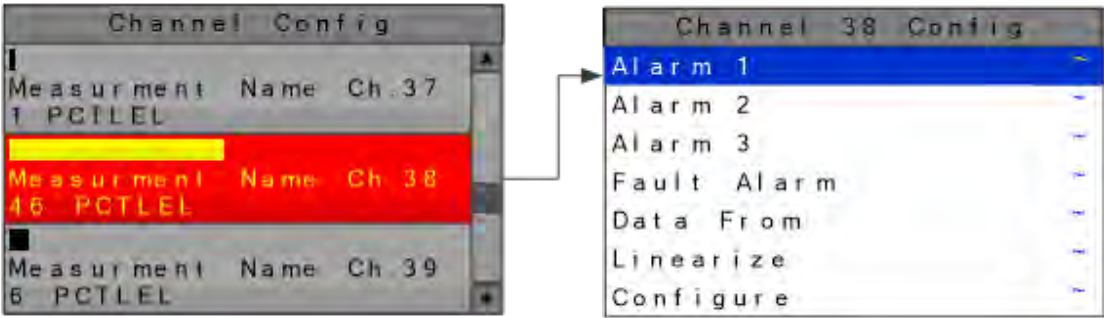 Channel Config
Measurment Name Ch.37
1 PCTLEL
Measurment Name Ch 38
46 PCTLEL
Measurment Name Ch.39
6 PCTLEL
Channel 38 Config
Alarm 1 ~
Alarm 2 ~
Alarm 3 ~
Fault Alarm ~
Data From ~
Linearize ~
Configure ~